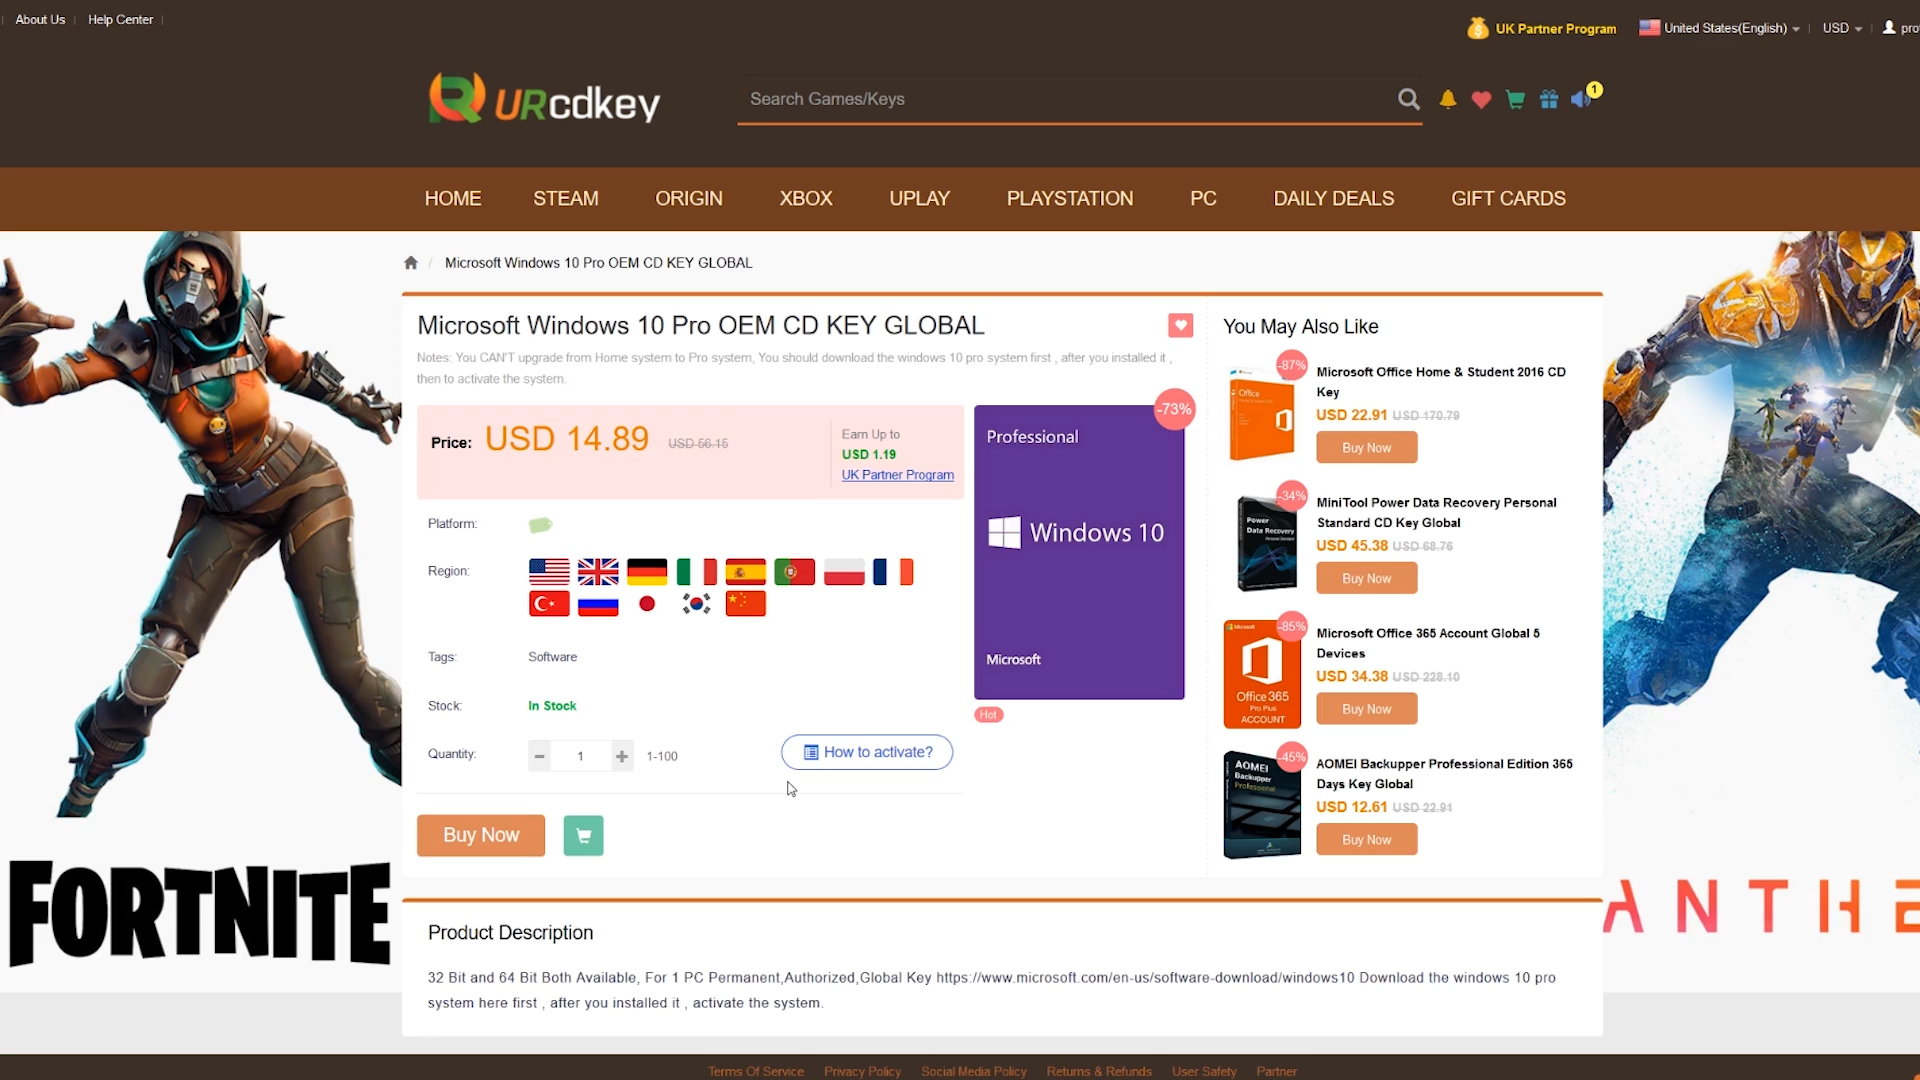 About Us
Help Center
UK Partner Program
United States(English)
USD
pro
URcdkey
Search Games/Keys
1
HOME
STEAM
ORIGIN
XBOX
UPLAY
PLAYSTATION
PC
DAILY DEALS
GIFT CARDS
Microsoft Windows 10 Pro OEM CD KEY GLOBAL
Microsoft Windows 10 Pro OEM CD KEY GLOBAL
Notes: You CAN'T upgrade from Home system to Pro system, You should download the windows 10 pro system first , after you installed it ,
then to activate the system.
Price: USD 14.89 USD 56.15
Earn Up to
USD 1.19
UK Partner Program
Platform:
Region:
Tags: Software
Stock: In Stock
Quantity: 1 1-100
How to activate?
Buy Now
-73%
Professional
Windows 10
Microsoft
Hot
You May Also Like
-87%
Office
Microsoft Office Home & Student 2016 CD
Key
USD 22.91 USD 170.79
Buy Now
-34%
Power
Data Recovery
MiniTool Power Data Recovery Personal
Standard CD Key Global
USD 45.38 USD 68.76
Buy Now
-85%
Microsoft
Office 365
Pro Plus
ACCOUNT
Microsoft Office 365 Account Global 5
Devices
USD 34.38 USD 228.10
Buy Now
-45%
AOMEI
Backupper
Professional
AOMEI Backupper Professional Edition 365
Days Key Global
USD 12.61 USD 22.91
Buy Now
FORTNITE
ANTHE
Product Description
32 Bit and 64 Bit Both Available, For 1 PC Permanent,Authorized,Global Key https://www.microsoft.com/en-us/software-download/windows10 Download the windows 10 pro
system here first , after you installed it , activate the system.
Terms Of Service
Privacy Policy
Social Media Policy
Returns & Refunds
User Safety
Partner